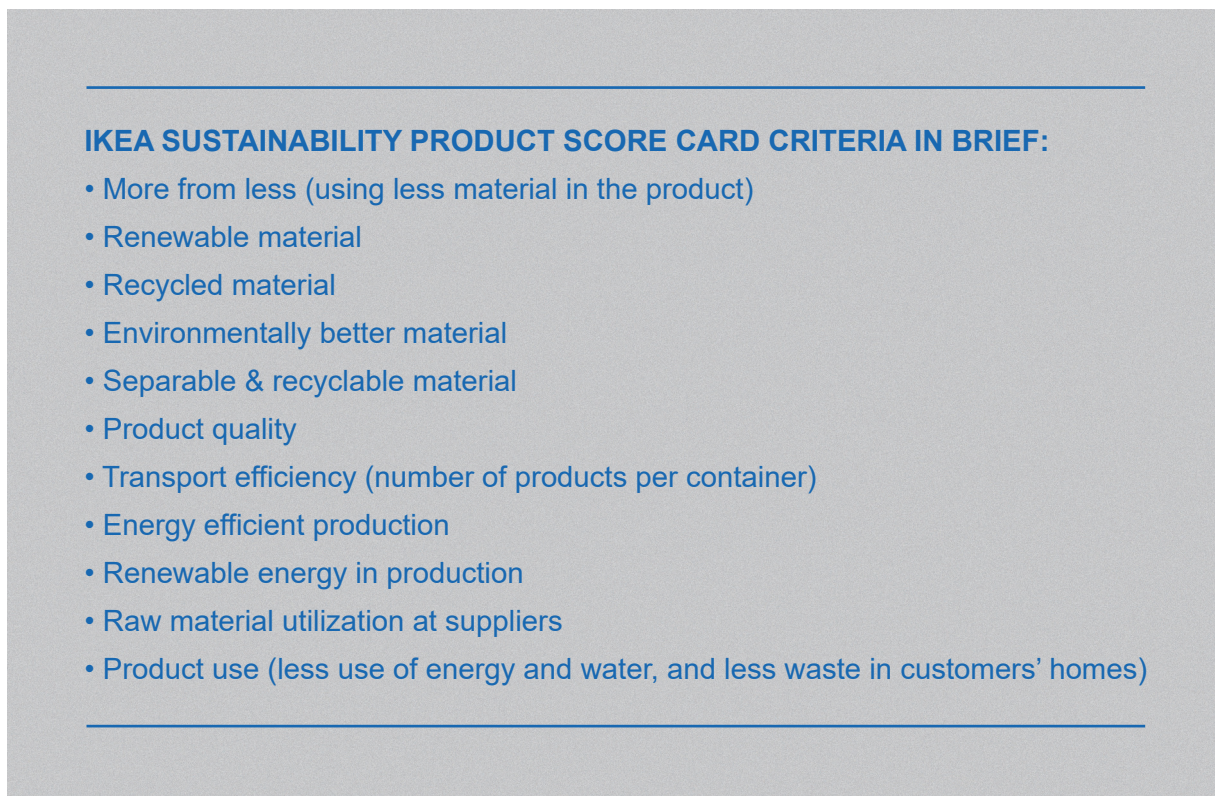 IKEA SUSTAINABILITY PRODUCT SCORE CARD CRITERIA IN BRIEF:
• More from less (using less material in the product)
• Renewable material
• Recycled material
• Environmentally better material
• Separable & recyclable material
• Product quality
• Transport efficiency (number of products per container)
• Energy efficient production
• Renewable energy in production
• Raw material utilization at suppliers
• Product use (less use of energy and water, and less waste in customers’ homes)